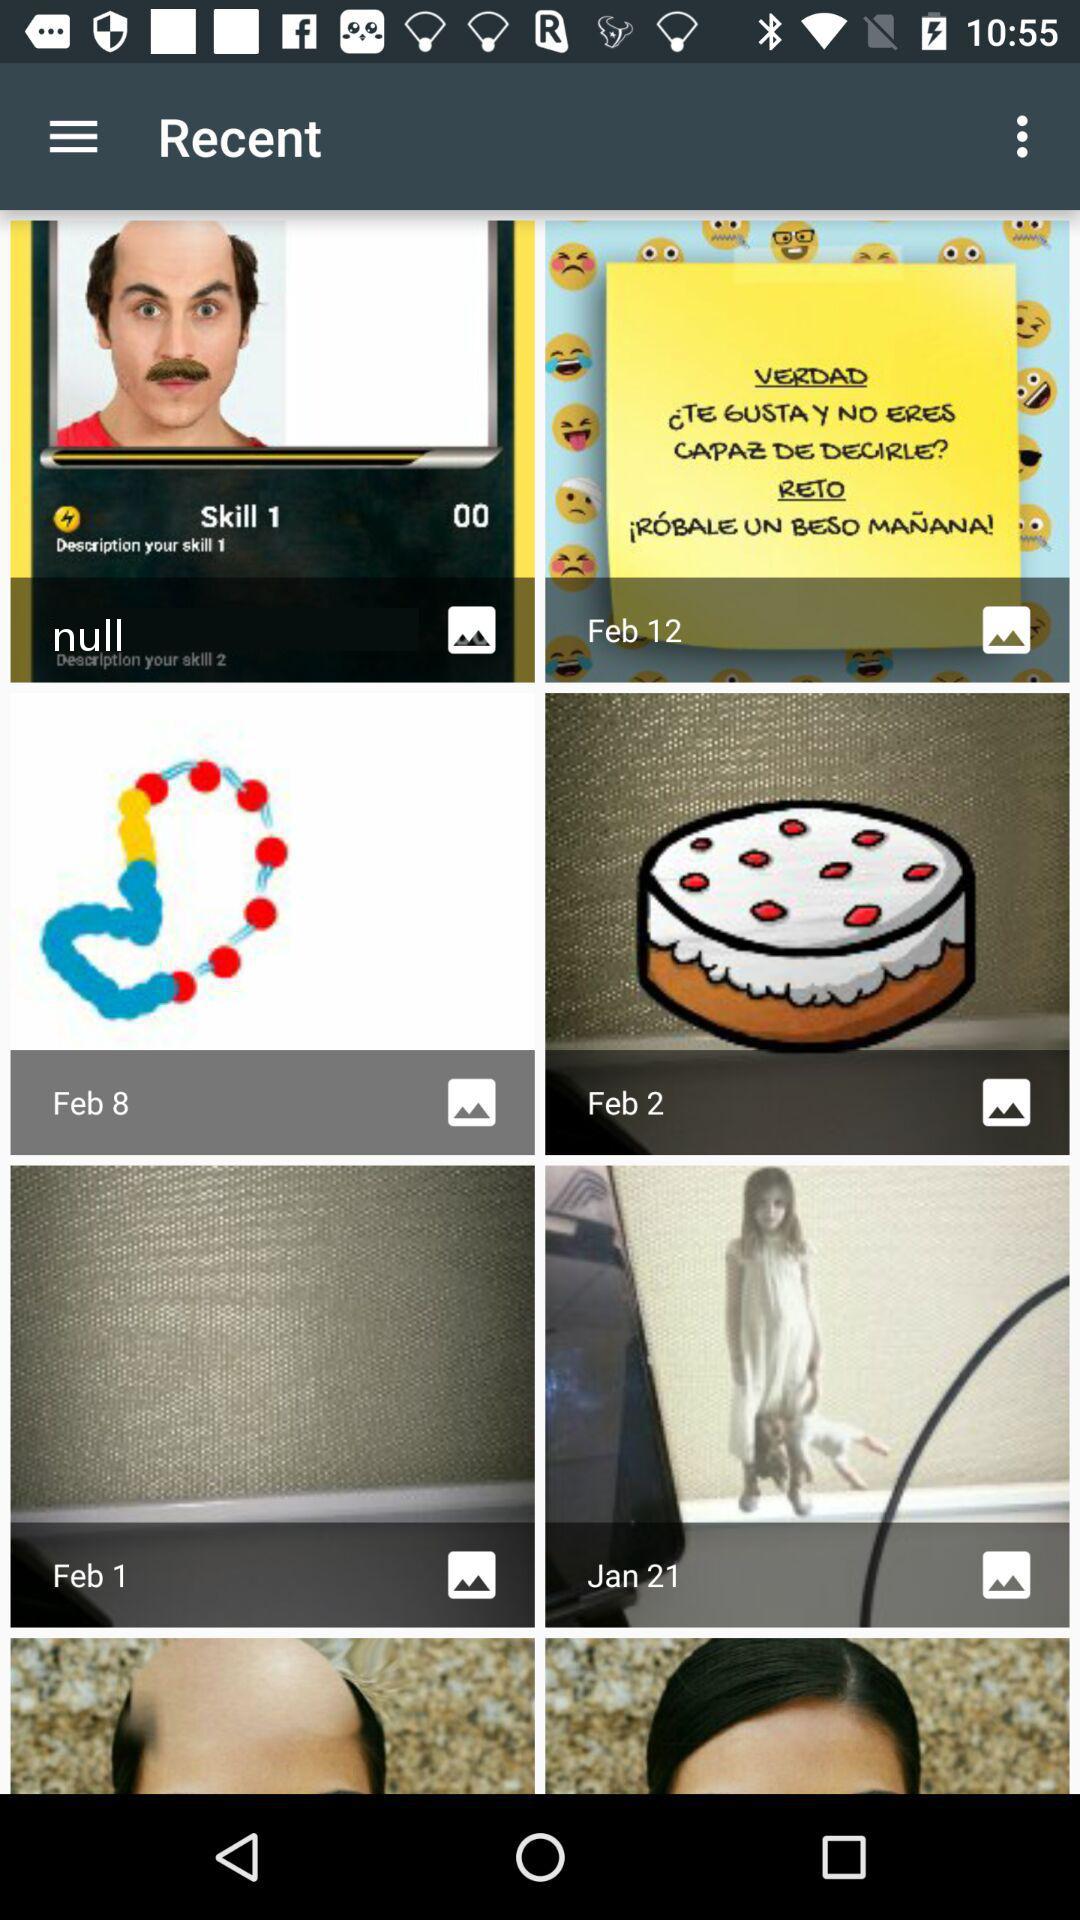 10:55
Recent
Skill 1 00
Description your skill 1
null
Description your skill 2
VERDAD
¿TE GUSTA Y NO ERES
CAPAZ DE DECIRLE?
RETO
¡RÓBALE UN BESO MAÑANA!
Feb 12
Feb 8
Feb 2
Feb 1
Jan 21